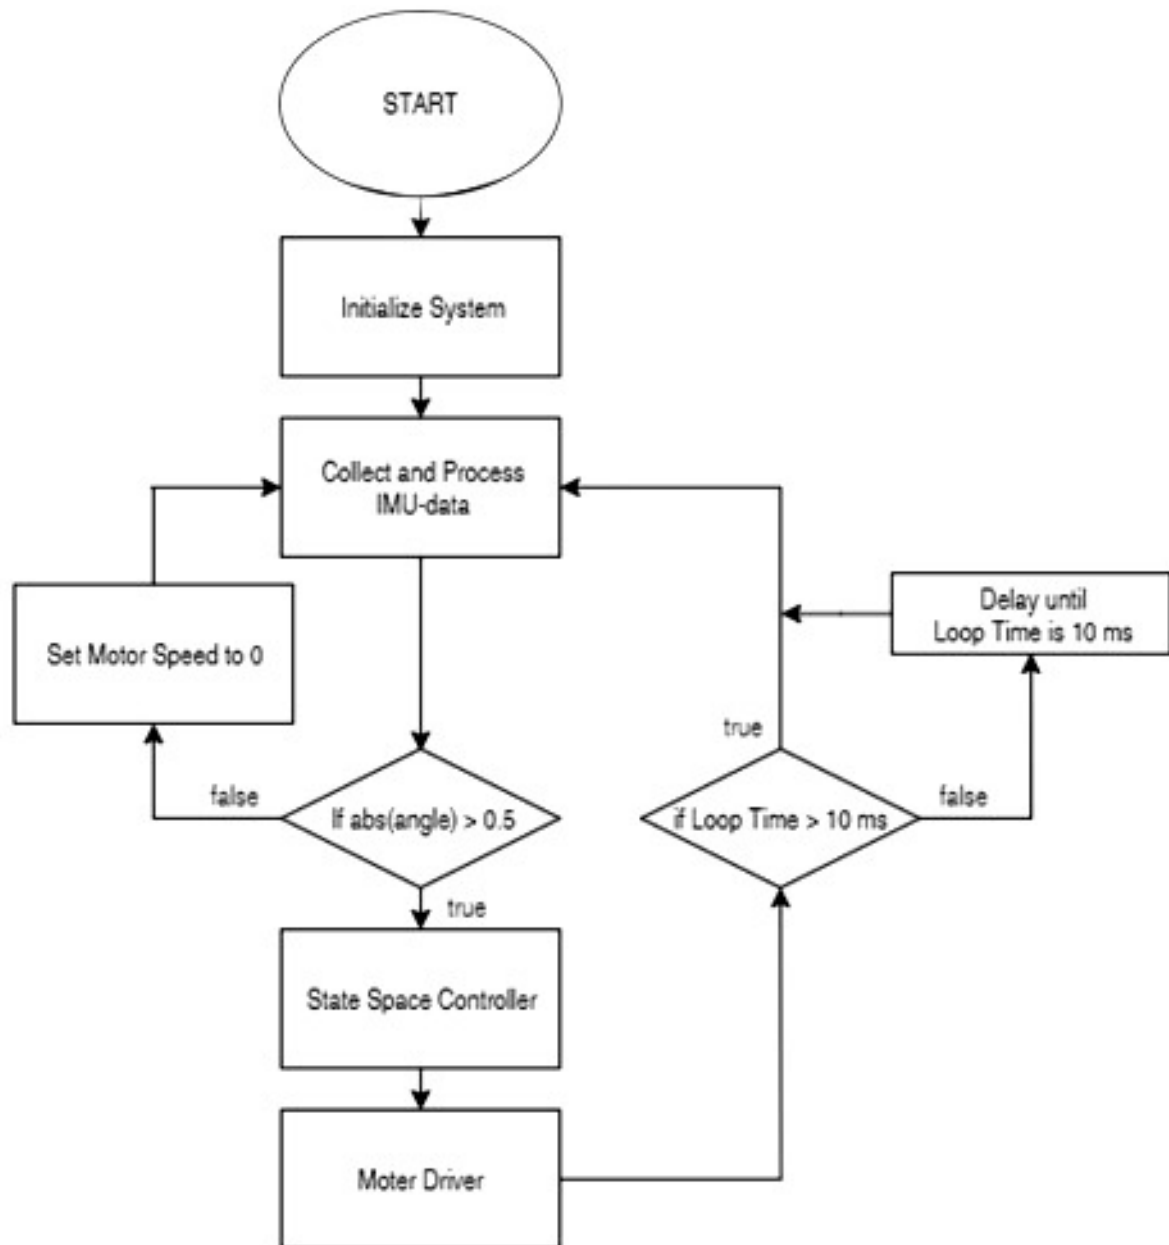 START
Initialize System
Collect and Process
IMU-data
Delay until
Loop Time is 10 ms
Set Motor Speed to 0
true
false
If abs(angle) > 0.5
if Loop Time > 10 ms
false
true
State Space Controller
Moter Driver